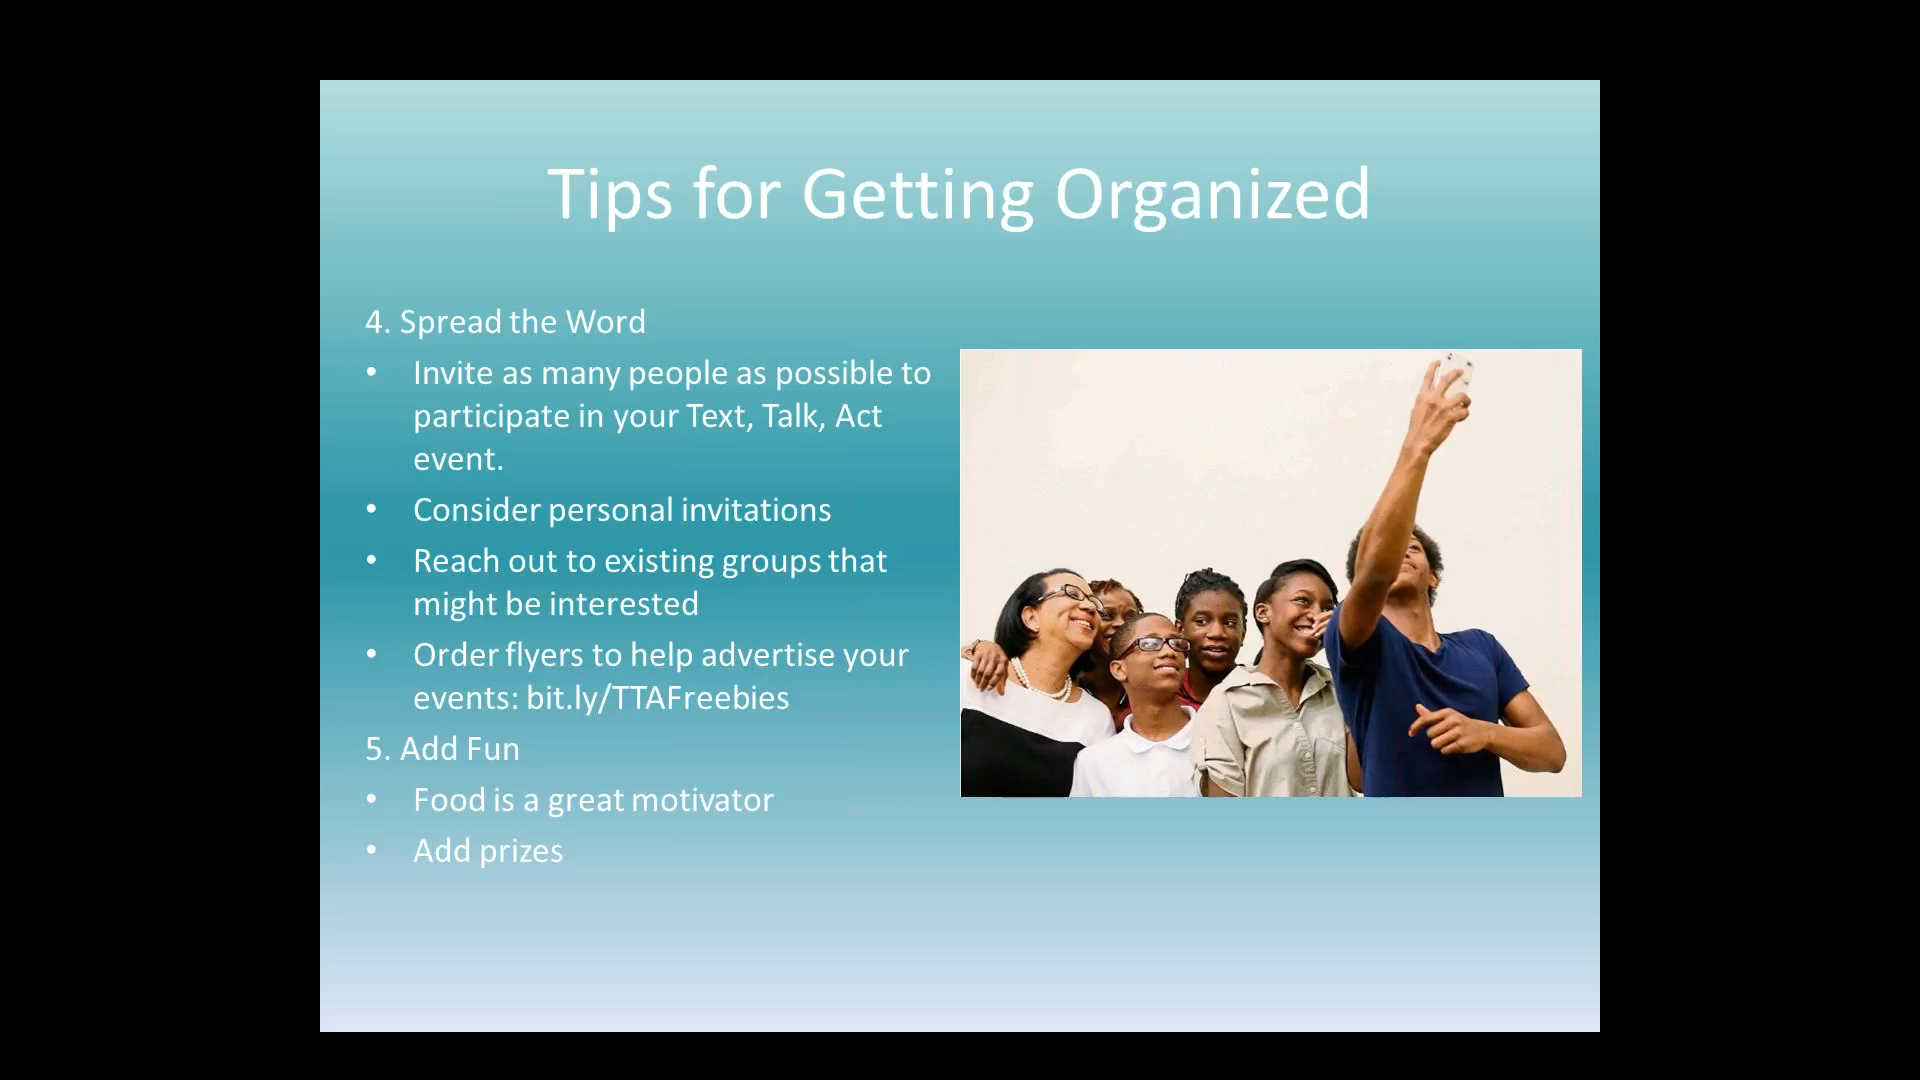 Tips for Getting Organized
4. Spread the Word
• Invite as many people as possible to
participate in your Text, Talk, Act
event.
• Consider personal invitations
• Reach out to existing groups that
might be interested
• Order flyers to help advertise your
events: bit.ly/TTAFreebies
5. Add Fun
• Food is a great motivator
• Add prizes